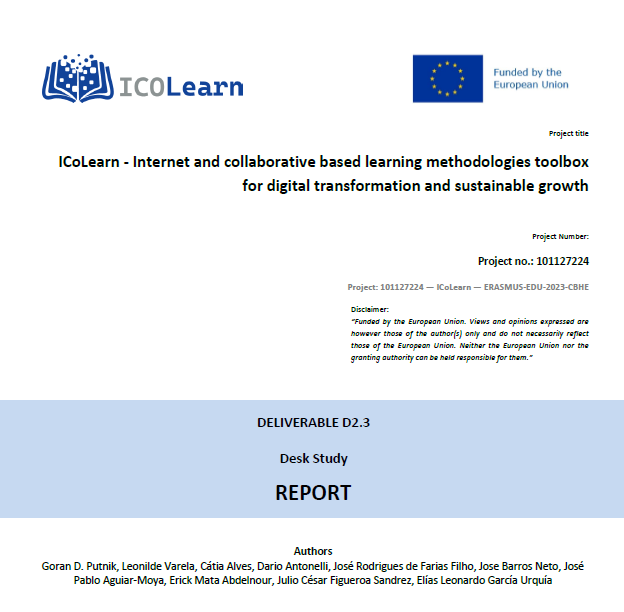 ICOLearn
Funded by the
European Union
Project title
ICoLearn - Internet and collaborative based learning methodologies toolbox
for digital transformation and sustainable growth
Project Number:
Project no.: 101127224
Project: 101127224 — ICoLearn — ERASMUS-EDU-2023-CBHE
Disclaimer:
"Funded by the European Union. Views and opinions expressed are
however those of the author(s) only and do not necessarily reflect
those of the European Union. Neither the European Union nor the
granting authority can be held responsible for them."
DELIVERABLE D2.3
Desk Study
REPORT
Authors
Goran D. Putnik, Leonilde Varela, Cátia Alves, Dario Antonelli, José Rodrigues de Farias Filho, Jose Barros Neto, José
Pablo Aguiar-Moya, Erick Mata Abdelnour, Julio César Figueroa Sandrez, Elías Leonardo García Urquía